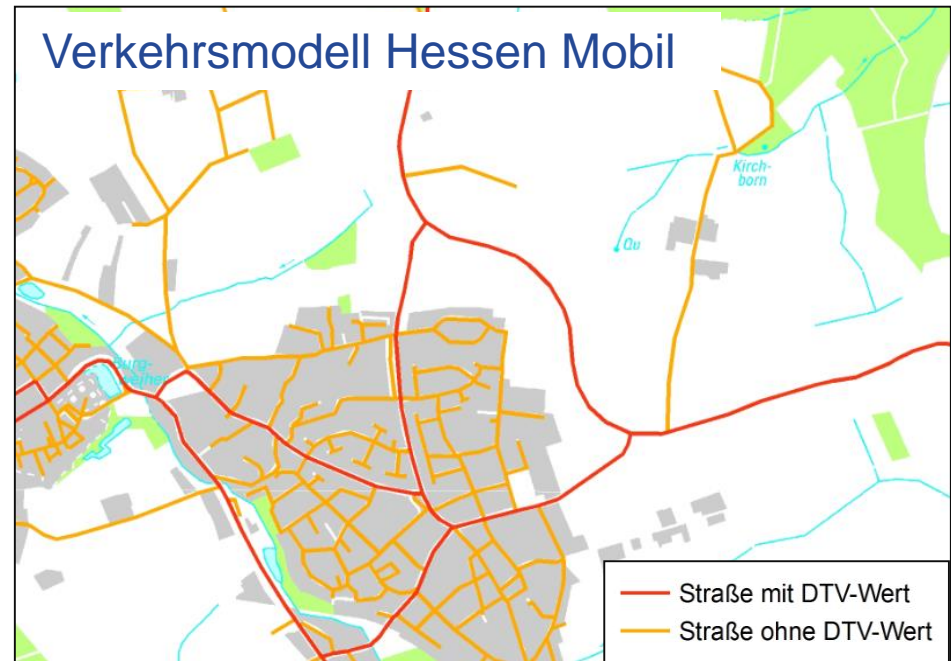 Verkehrsmodell Hessen Mobil
Kirch-
born
Qu
Burg-
weiher
Straße mit DTV-Wert
Straße ohne DTV-Wert